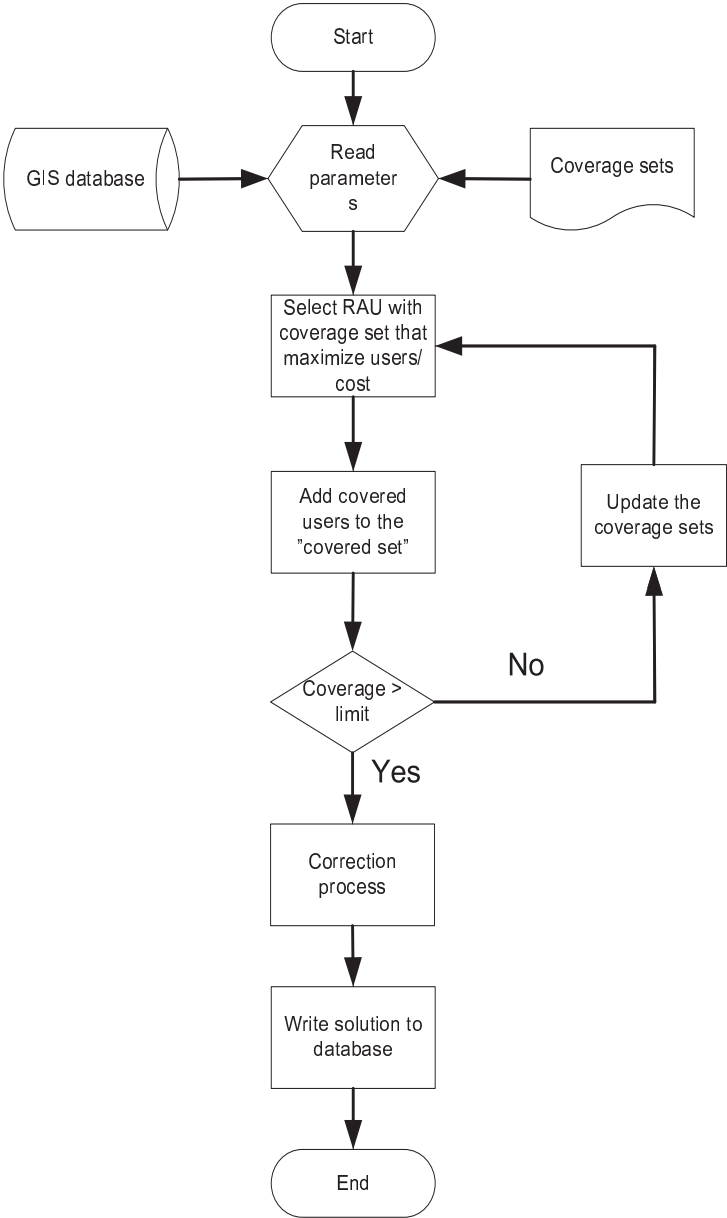 Start
GIS database
Read
parameter
s
Coverage sets
Select RAU with
coverage set that
maximize users/
cost
Add covered
users to the
"covered set"
Update the
coverage sets
Coverage >
limit
No
Yes
Correction
process
Write solution to
database
End